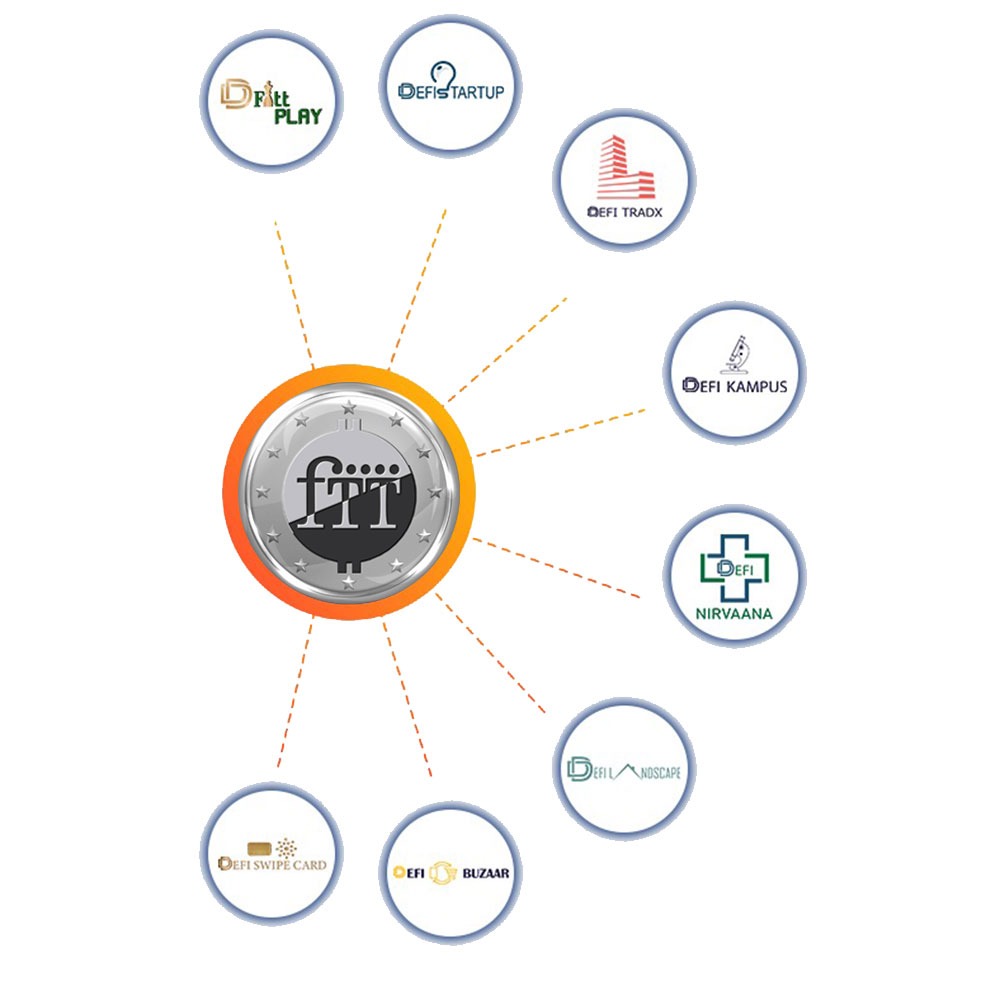 DFitt
PLAY
DEFISTARTUP
DEFI TRADX
DEFI KAMPUS
fTT
DEFI
NIRVAANA
DEFI LANDSCAPE
DEFI SWIPE CARD
DEFI BUZAAR